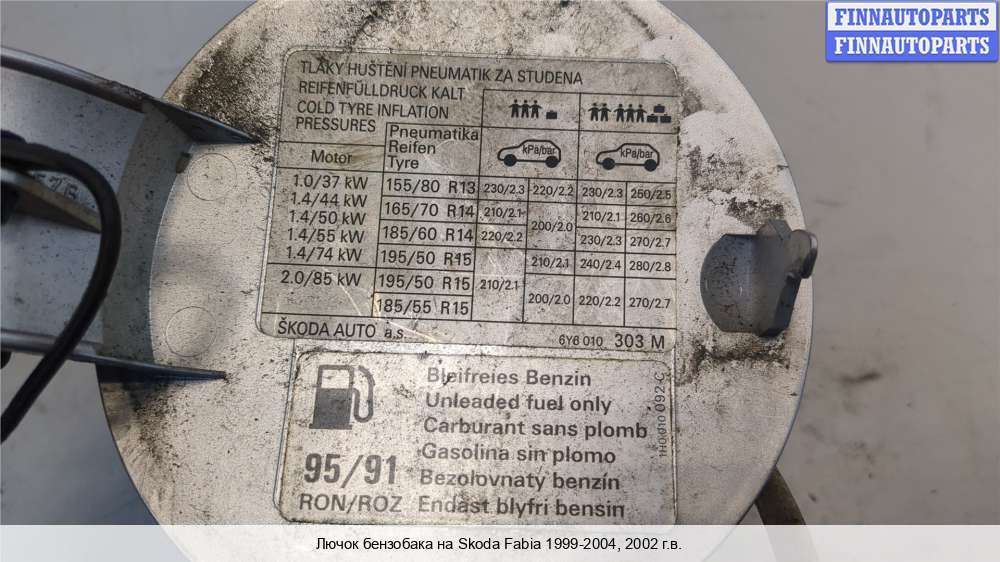 FINNAUTOPARTS
FINNAUTOPARTS
TLAKY HUŠTĚNÍ PNEUMATIK ZA STUDENA
REIFENFÜLLDRUCK KALT
COLD TYRE INFLATION
PRESSURES
Pneumatika
Reifen
Tyre
kPa/bar
kPa/bar
Motor
1.0/37 kW
1.4/44 kW
1.4/50 kW
1.4/55 kW
1.4/74 kW
2.0/85 kW
155/80 R13 230/2.3 220/2.2 230/2.3 260/2.6
165/70 R14 210/2.1 200/2.0 210/2.1 260/2.6
185/60 R14 220/2.2 230/2.3 270/2.7
195/50 R15 210/2.1 240/2.4 280/2.8
195/50 R15 210/2.1 200/2.0 220/2.2 270/2.7
185/55 R15
ŠKODA AUTO a.s.
6Y6 010 303 M
Bleifreies Benzin
Unleaded fuel only
Carburant sans plomb
Gasolina sin plomo
95/91
Bezolovnatý benzín
RON/ROZ
Endast blyfri bensin
1H0 010 092 C
Лючок бензобака на Skoda Fabia 1999-2004, 2002 г.в.